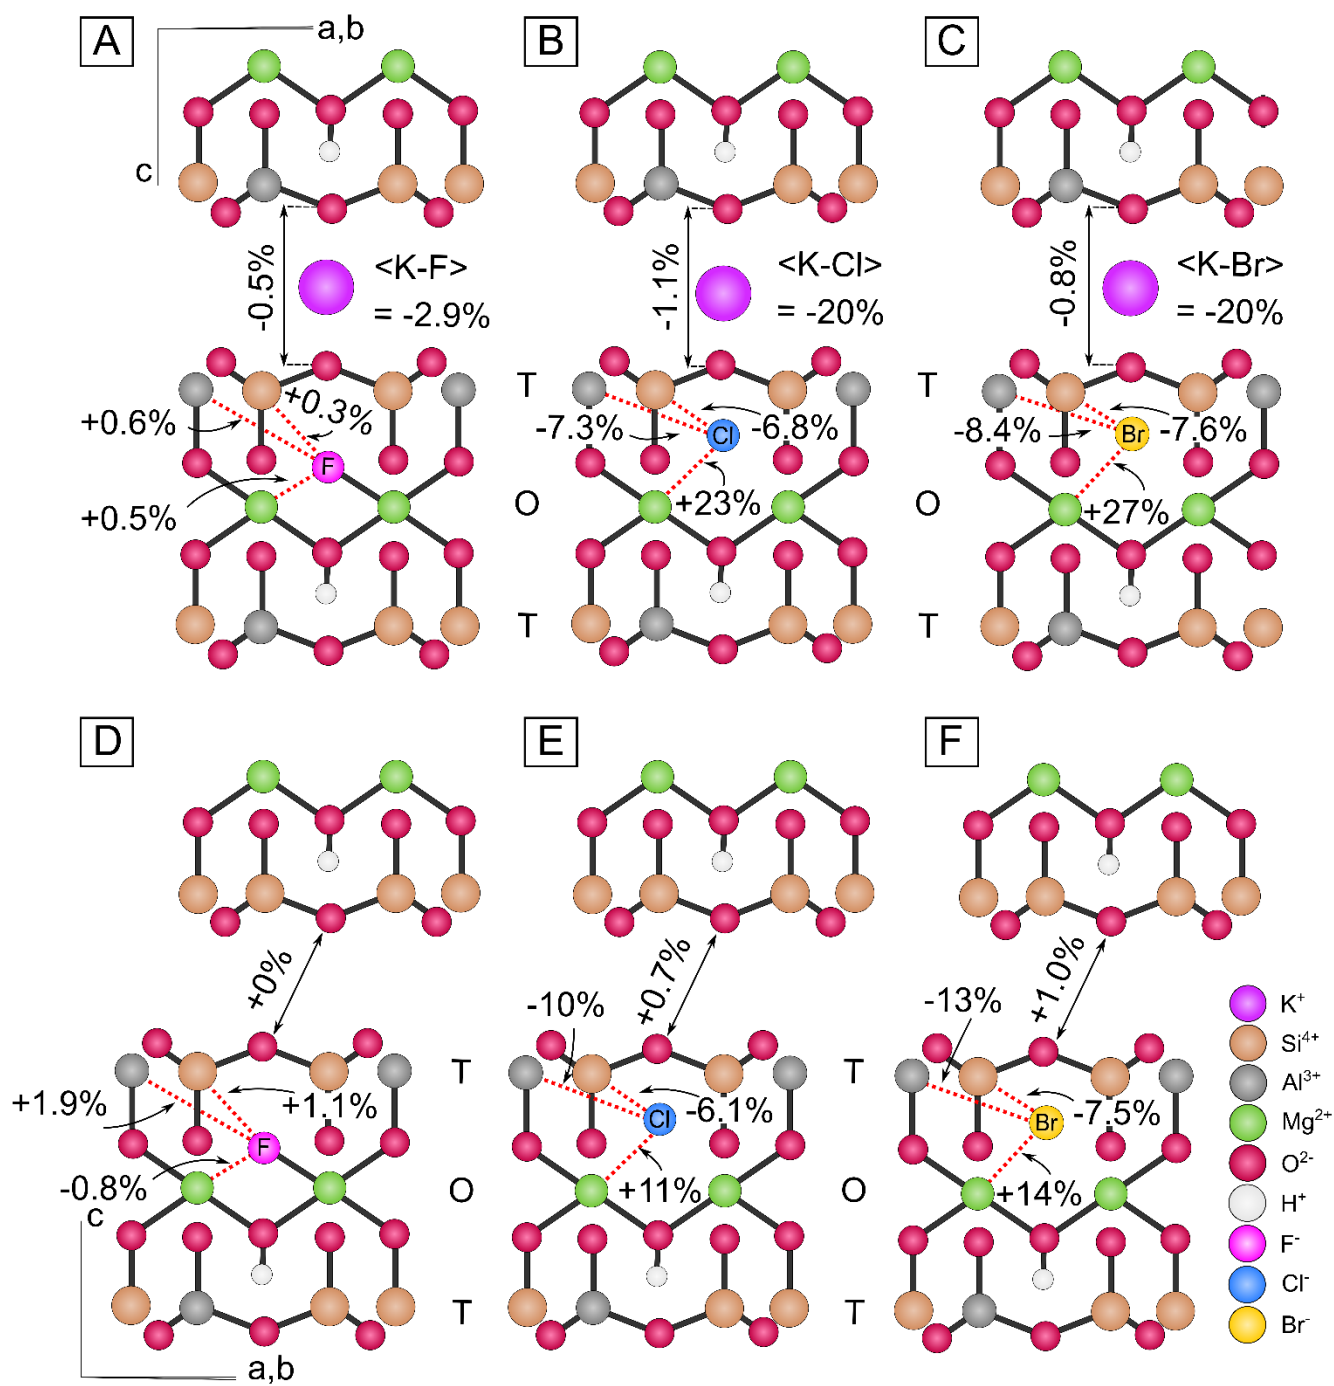 A
a,b
c
-0.5%
<K-F>
= -2.9%
+0.3%
+0.6%
F
+0.5%
B
-1.1%
<K-Cl>
= -20%
T
-7.3%
-6.8%
Cl
O
+23%
T
C
-0.8%
<K-Br>
= -20%
T
-8.4%
-7.6%
Br
O
+27%
T
D
+0%
+1.9%
+1.1%
F
-0.8%
c
a,b
E
+0.7%
-10%
T
-6.1%
Cl
O
+11%
T
F
+1.0%
-13%
-7.5%
Br
+14%
K⁺
Si⁴⁺
Al³⁺
Mg²⁺
O²⁻
H⁺
F⁻
Cl⁻
Br⁻